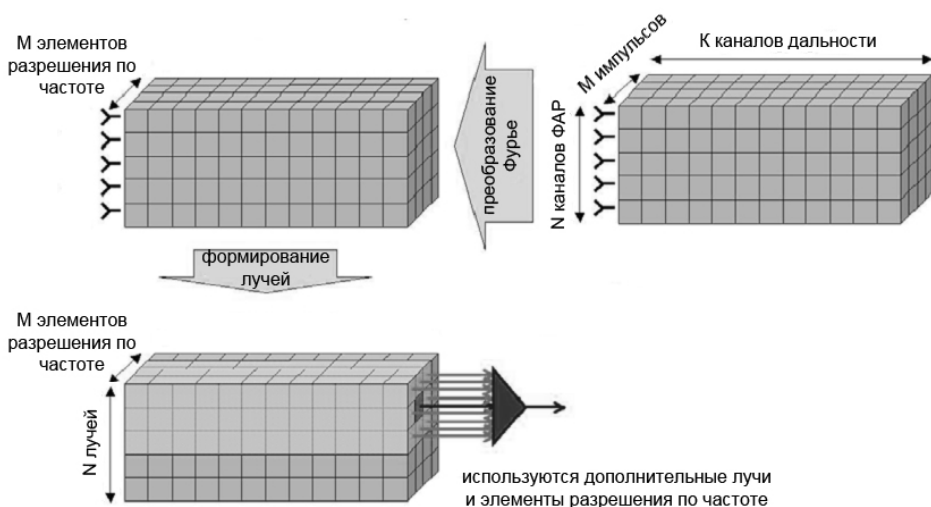 М элементов
разрешения по
частоте
преобразование
Фурье
М импульсов
К каналов дальности
N каналов ФАР
формирование
лучей
М элементов
разрешения по
частоте
N лучей
используются дополнительные лучи
и элементы разрешения по частоте